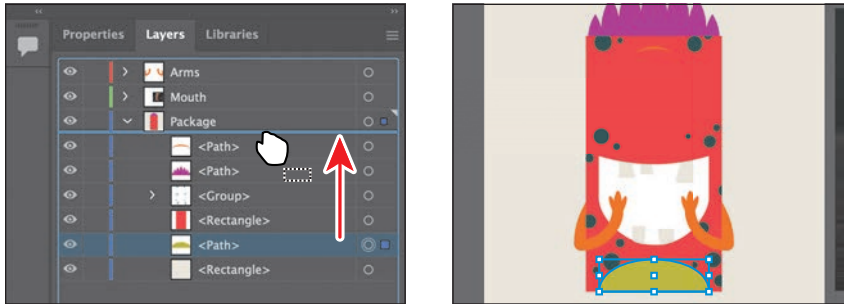 Properties Layers Libraries
Arms
Mouth
Package
<Path>
<Path>
<Group>
<Rectangle>
<Path>
<Rectangle>